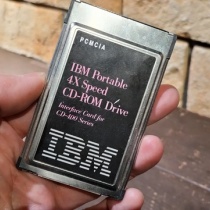 PCMCIA
IBM Portable
4X Speed
CD-ROM Drive
Interface Card for
CD-400 Series
IBM